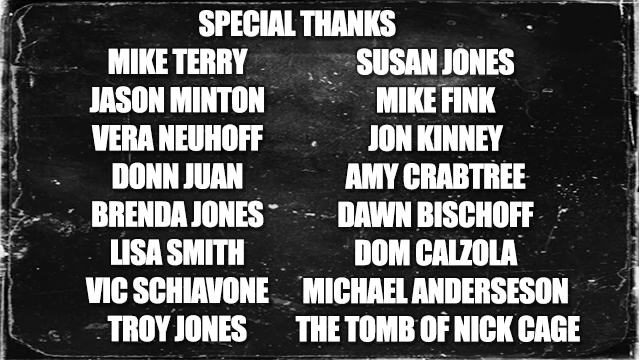 SPECIAL THANKS
MIKE TERRY
JASON MINTON
VERA NEUHOFF
DONN JUAN
BRENDA JONES
LISA SMITH
VIC SCHIAVONE
TROY JONES
SUSAN JONES
MIKE FINK
JON KINNEY
AMY CRABTREE
DAWN BISCHOFF
DOM CALZOLA
MICHAEL ANDERSESON
THE TOMB OF NICK CAGE